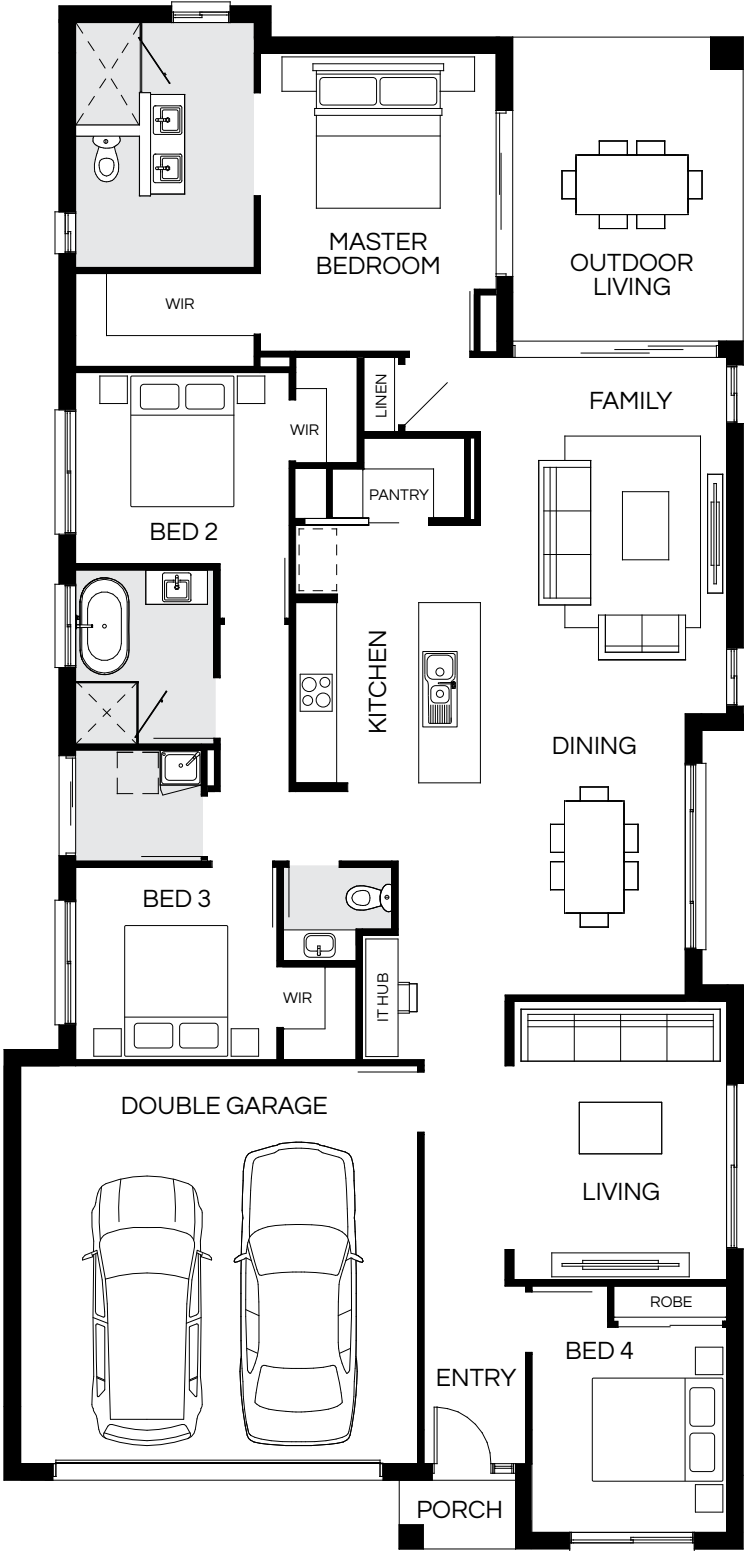 MASTER
BEDROOM
OUTDOOR
LIVING
WIR
LINEN
FAMILY
WIR
PANTRY
BED 2
KITCHEN
DINING
BED 3
WIR
IT HUB
DOUBLE GARAGE
LIVING
ROBE
BED 4
ENTRY
PORCH